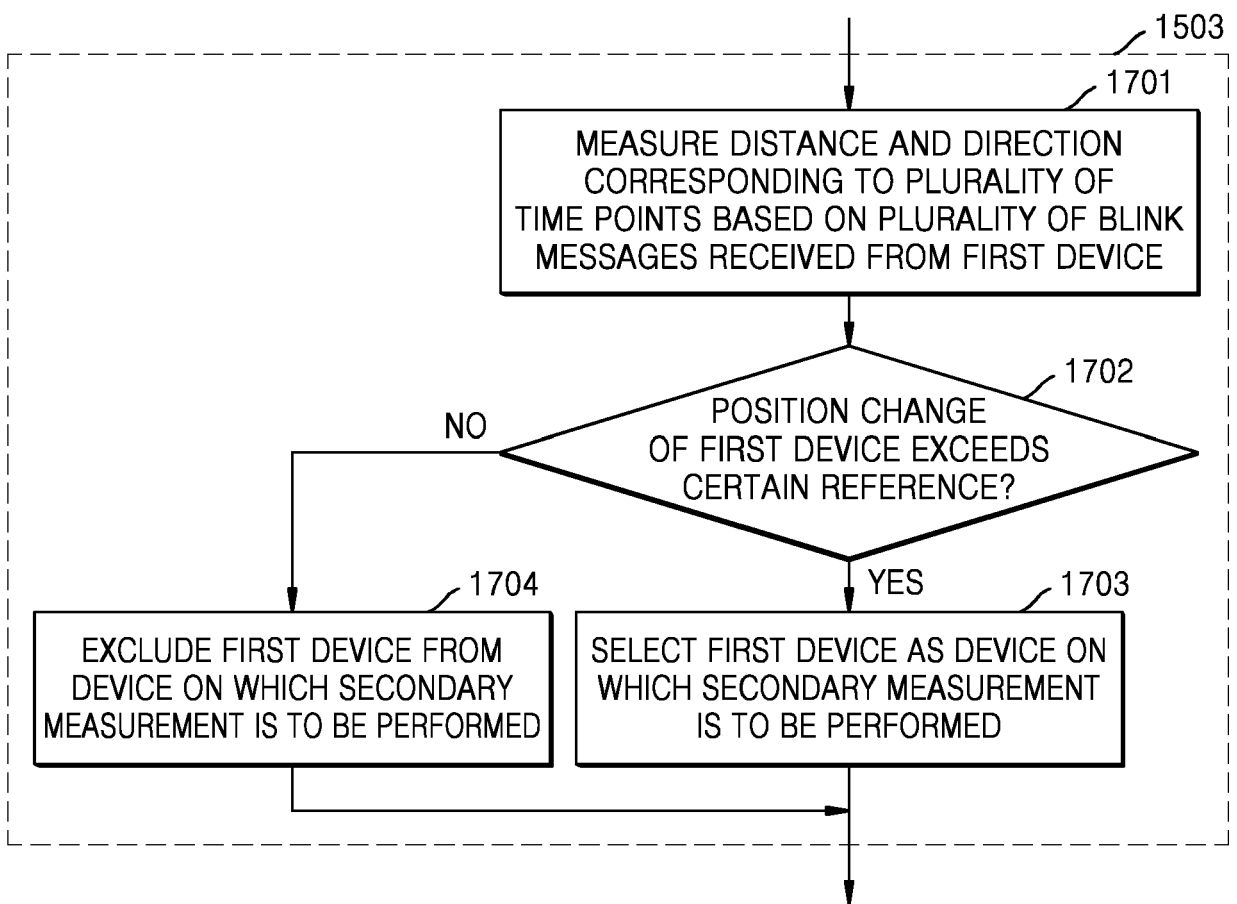 1503
1701
MEASURE DISTANCE AND DIRECTION
CORRESPONDING TO PLURALITY OF
TIME POINTS BASED ON PLURALITY OF BLINK
MESSAGES RECEIVED FROM FIRST DEVICE
1702
POSITION CHANGE
OF FIRST DEVICE EXCEEDS
CERTAIN REFERENCE?
NO
YES
1704
EXCLUDE FIRST DEVICE FROM
DEVICE ON WHICH SECONDARY
MEASUREMENT IS TO BE PERFORMED
1703
SELECT FIRST DEVICE AS DEVICE ON
WHICH SECONDARY MEASUREMENT
IS TO BE PERFORMED